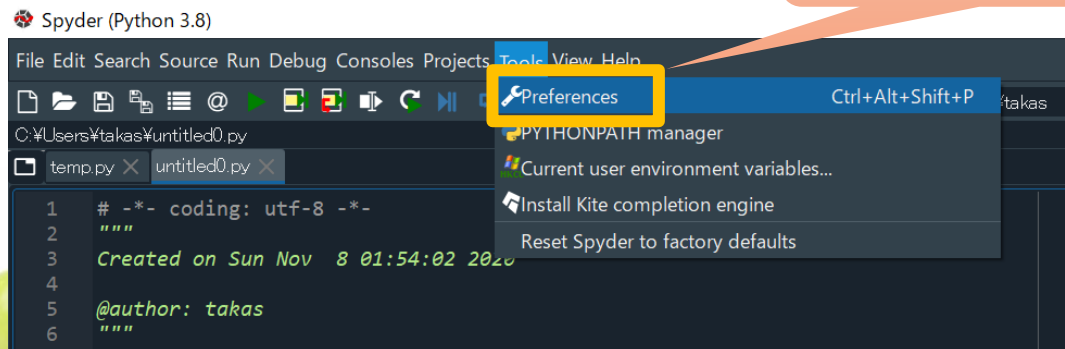 Spyder (Python 3.8)
File Edit Search Source Run Debug Consoles Projects Tools View Help
Preferences Ctrl+Alt+Shift+P
¥takas
C:¥Users¥takas¥untitled0.py
PYTHONPATH manager
temp.py untitled0.py
Current user environment variables...
Install Kite completion engine
Reset Spyder to factory defaults
1 # -*- coding: utf-8 -*-
2 """
3 Created on Sun Nov 8 01:54:02 2020
4
5 @author: takas
6 """